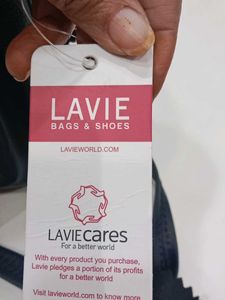 LAVIE
BAGS & SHOES
LAVIEWORLD.COM
LAVIEcares
For a better world
With every product you purchase,
Lavie pledges a portion of its profits
for a better world
Visit lavieworld.com to know more